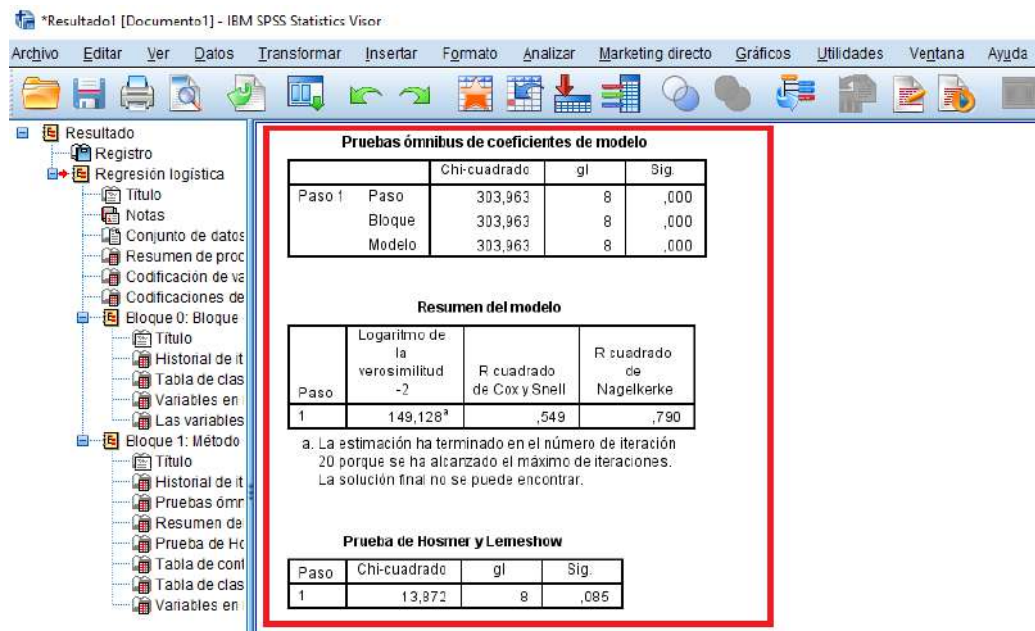 *Resultado1 [Documento1] - IBM SPSS Statistics Visor
Archivo Editar Ver Datos Transformar Insertar Formato Analizar Marketing directo Gráficos Utilidades Ventana Ayuda
Resultado
Registro
Regresión logística
Título
Notas
Conjunto de datos
Resumen de proc
Codificación de va
Codificaciones de
Bloque 0: Bloque
Título
Historial de it
Tabla de clas
Variables en
Las variables
Bloque 1: Método
Título
Historial de it
Pruebas ómr
Resumen de
Prueba de Ho
Tabla de cont
Tabla de clas
Variables en
Pruebas ómnibus de coeficientes de modelo
Chi-cuadrado gl Sig.
Paso 1 Paso 303,963 8 ,000
Bloque 303,963 8 ,000
Modelo 303,963 8 ,000
Resumen del modelo
Paso Logaritmo de la verosimilitud -2 R cuadrado de Cox y Snell R cuadrado de Nagelkerke
1 149,128a ,549 ,790
a. La estimación ha terminado en el número de iteración
20 porque se ha alcanzado el máximo de iteraciones.
La solución final no se puede encontrar.
Prueba de Hosmer y Lemeshow
Paso Chi-cuadrado gl Sig.
1 13,972 8 ,085